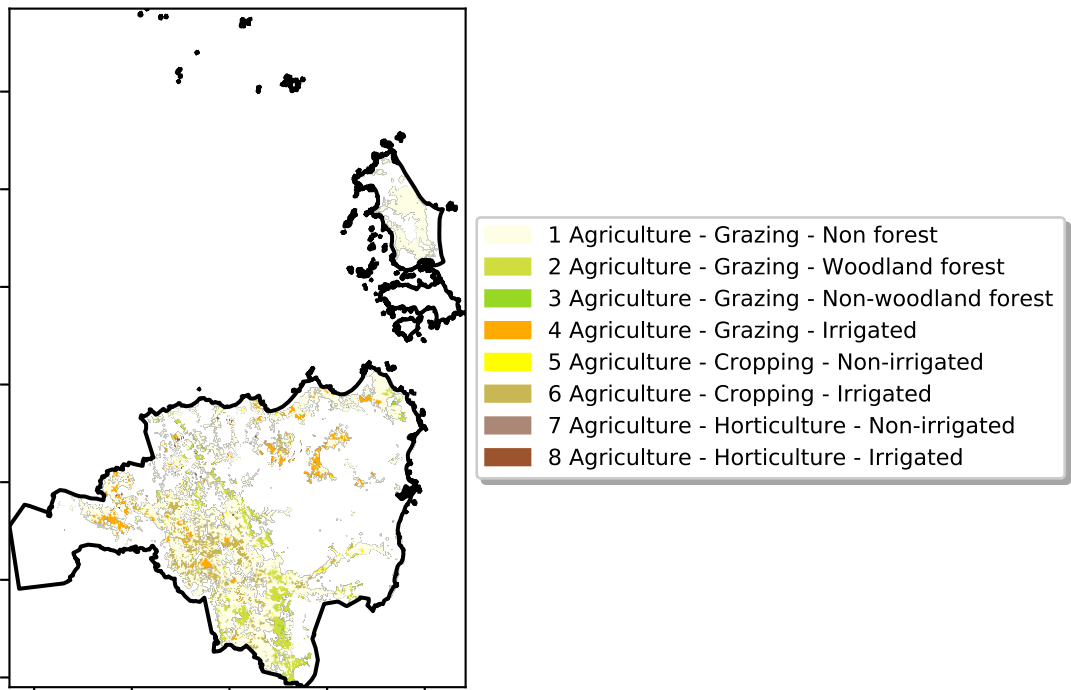 1 Agriculture - Grazing - Non forest
2 Agriculture - Grazing - Woodland forest
3 Agriculture - Grazing - Non-woodland forest
4 Agriculture - Grazing - Irrigated
5 Agriculture - Cropping - Non-irrigated
6 Agriculture - Cropping - Irrigated
7 Agriculture - Horticulture - Non-irrigated
8 Agriculture - Horticulture - Irrigated